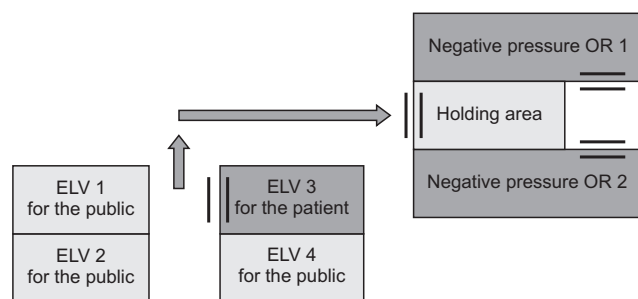 Negative pressure OR 1
Holding area
Negative pressure OR 2
ELV 1
for the public
ELV 2
for the public
ELV 3
for the patient
ELV 4
for the public